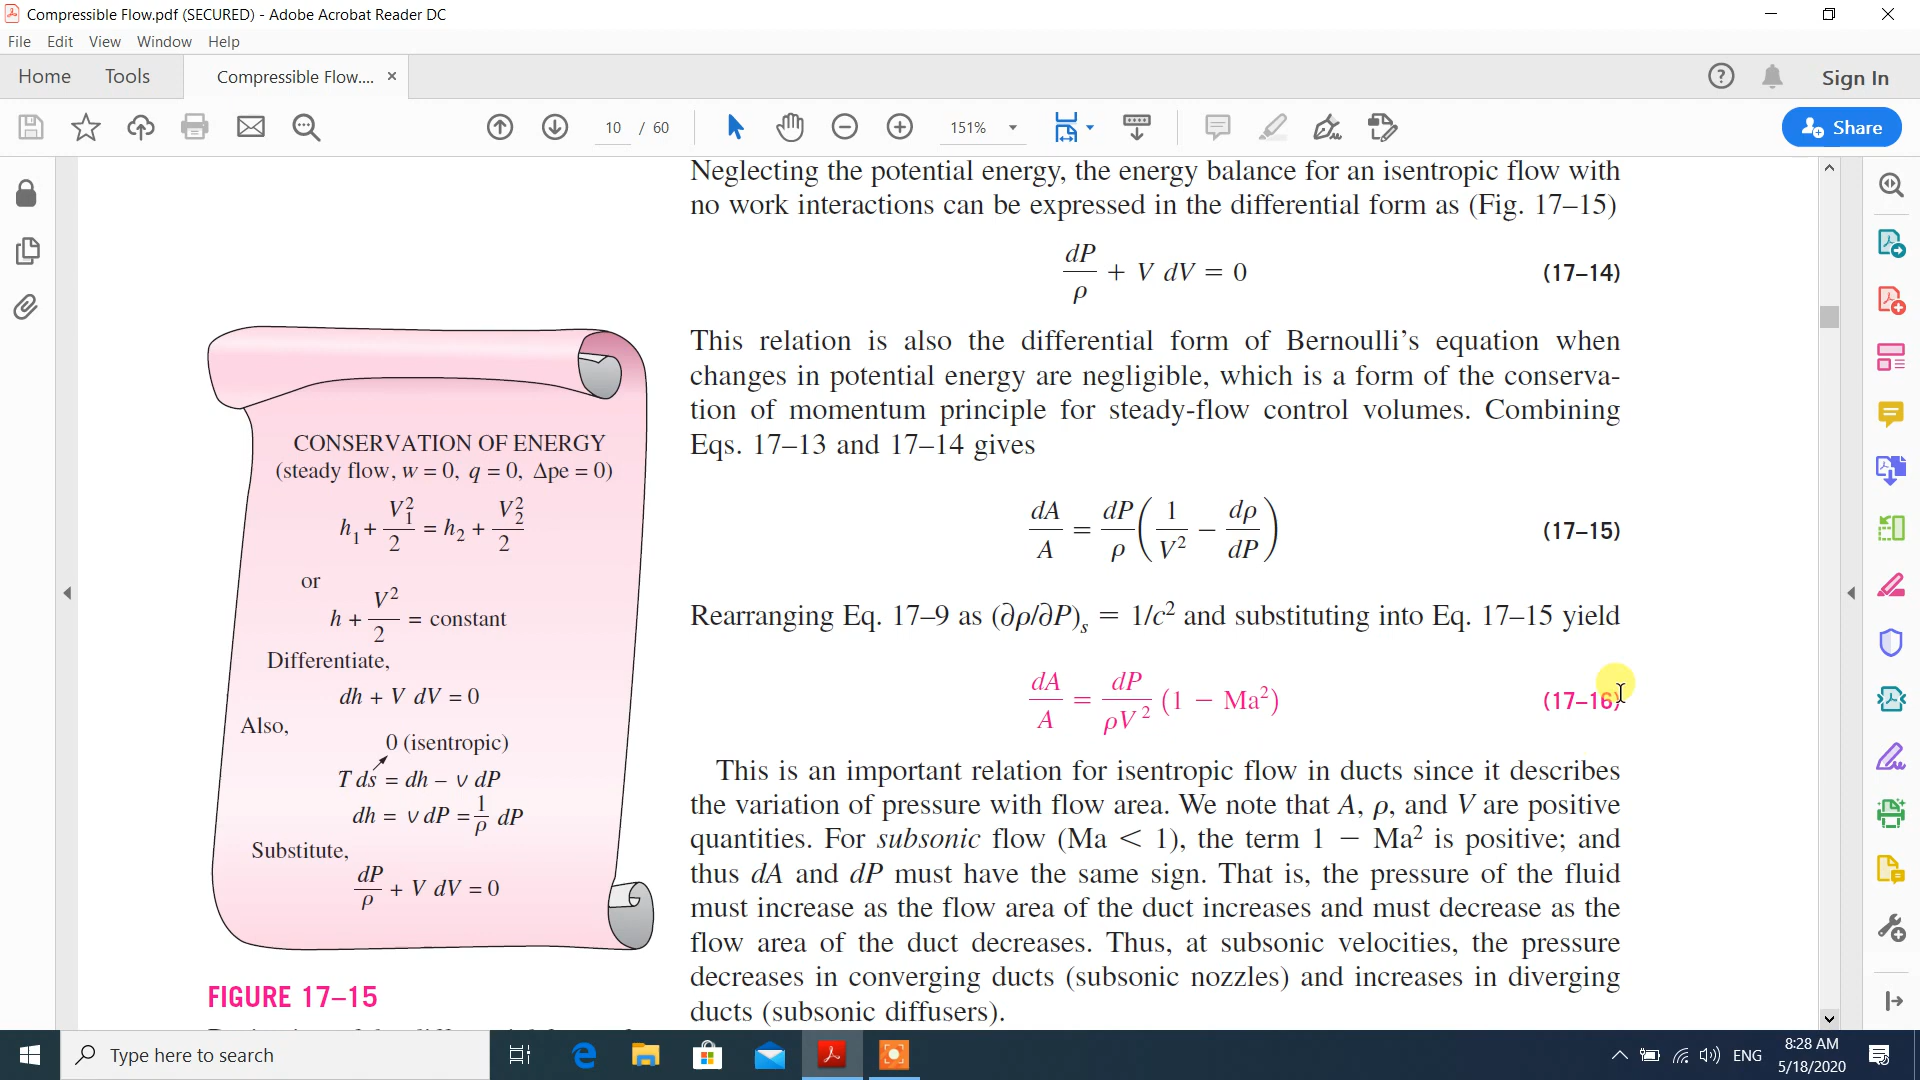 Compressible Flow.pdf (SECURED) - Adobe Acrobat Reader DC
File Edit View Window Help
Home Tools Compressible Flow.... × Sign In
10 / 60 151% Share
Neglecting the potential energy, the energy balance for an isentropic flow with
no work interactions can be expressed in the differential form as (Fig. 17–15)
dP/ρ + V dV = 0 (17–14)
This relation is also the differential form of Bernoulli’s equation when
changes in potential energy are negligible, which is a form of the conserva-
tion of momentum principle for steady-flow control volumes. Combining
Eqs. 17–13 and 17–14 gives
dA/A = dP/ρ (1/V² − dρ/dP) (17–15)
Rearranging Eq. 17–9 as (∂ρ/∂P)s = 1/c² and substituting into Eq. 17–15 yield
dA/A = dP/ρV² (1 − Ma²) (17–16)
This is an important relation for isentropic flow in ducts since it describes
the variation of pressure with flow area. We note that A, ρ, and V are positive
quantities. For subsonic flow (Ma < 1), the term 1 − Ma² is positive; and
thus dA and dP must have the same sign. That is, the pressure of the fluid
must increase as the flow area of the duct increases and must decrease as the
flow area of the duct decreases. Thus, at subsonic velocities, the pressure
decreases in converging ducts (subsonic nozzles) and increases in diverging
ducts (subsonic diffusers).
CONSERVATION OF ENERGY
(steady flow, w = 0, q = 0, Δpe = 0)
h₁ + V₁²/2 = h₂ + V₂²/2
or
h + V²/2 = constant
Differentiate,
dh + V dV = 0
Also,
0 (isentropic)
T ds = dh − v dP
dh = v dP = 1/ρ dP
Substitute,
dP/ρ + V dV = 0
FIGURE 17–15
Type here to search
ENG
8:28 AM
5/18/2020